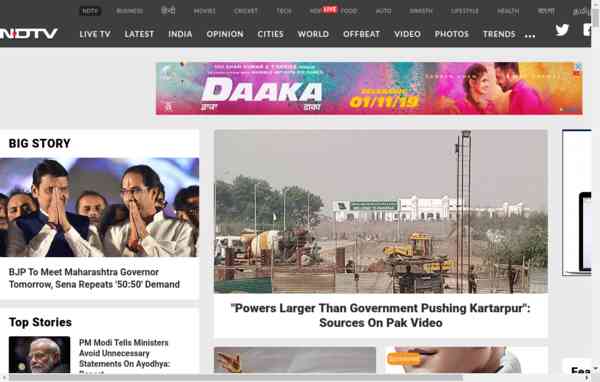 NDTV BUSINESS हिन्दी MOVIES CRICKET TECH HOP LIVE FOOD AUTO SWASTH LIFESTYLE HEALTH বাংলা தமிழ்
NDTV LIVE TV LATEST INDIA OPINION CITIES WORLD OFFBEAT VIDEO PHOTOS TRENDS ...
DAAKA
ਡਾਕਾ ڈاکہ
01/11/19
BIG STORY
BJP To Meet Maharashtra Governor
Tomorrow, Sena Repeats '50:50' Demand
"Powers Larger Than Government Pushing Kartarpur":
Sources On Pak Video
Top Stories
PM Modi Tells Ministers
Avoid Unnecessary
Statements On Ayodhya:
Sponsored
Fea